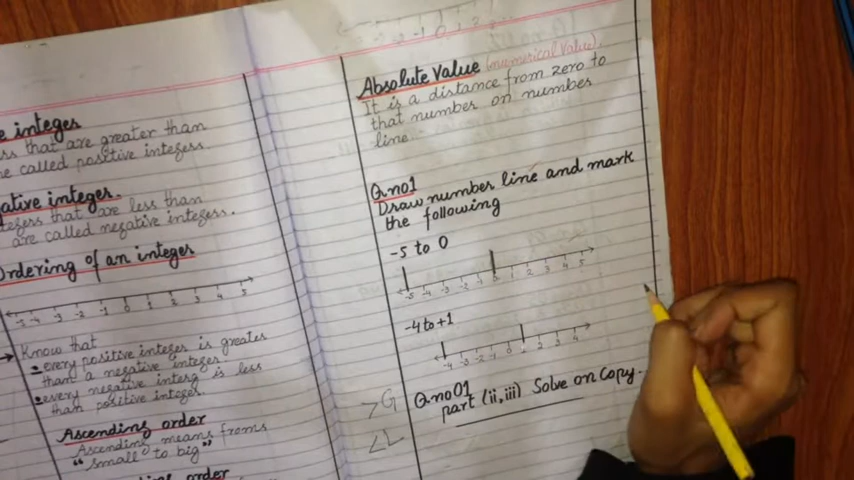 e integers
ss that are greater than
e called positive integers.
ative integer.
tegers that are less than
are called negative integers.
Ordering of an integer
-5 -4 -3 -2 -1 0 1 2 3 4 5
→ Know that
• every positive integer is greater
than a negative integer.
• every negative interg is less
than positive integer.
Ascending order
Ascending means from
"small to big"
order
Absolute Value (numerical value)
It is a distance from zero to
that number on number
line
Q.no1
Draw number line and mark
the following
-5 to 0
-5 -4 -3 -2 -1 0 1 2 3 4 5
-4 to +1
-4 -3 -2 -1 0 1 2 3 4
>G
<L
Q.no01
part (ii, iii) Solve on copy.